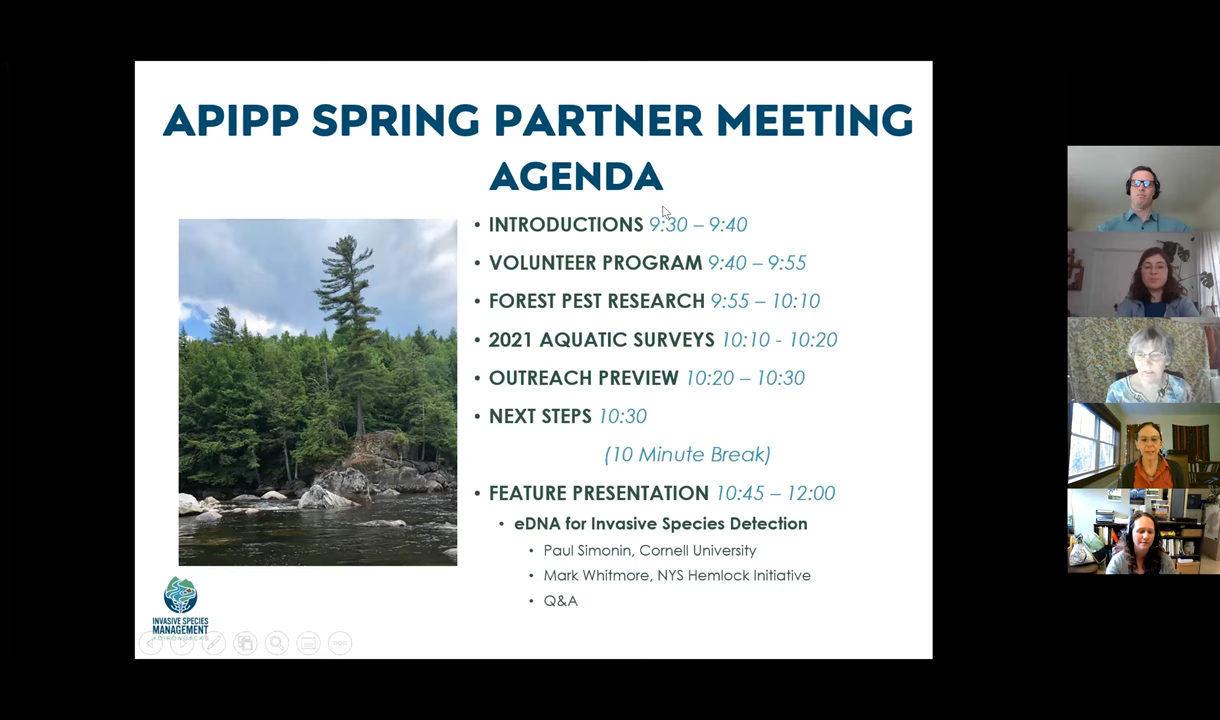 APIPP SPRING PARTNER MEETING
AGENDA
• INTRODUCTIONS 9:30 – 9:40
• VOLUNTEER PROGRAM 9:40 – 9:55
• FOREST PEST RESEARCH 9:55 – 10:10
• 2021 AQUATIC SURVEYS 10:10 - 10:20
• OUTREACH PREVIEW 10:20 – 10:30
• NEXT STEPS 10:30
(10 Minute Break)
• FEATURE PRESENTATION 10:45 – 12:00
• eDNA for Invasive Species Detection
• Paul Simonin, Cornell University
• Mark Whitmore, NYS Hemlock Initiative
• Q&A
INVASIVE SPECIES
MANAGEMENT
ADIRONDACKS